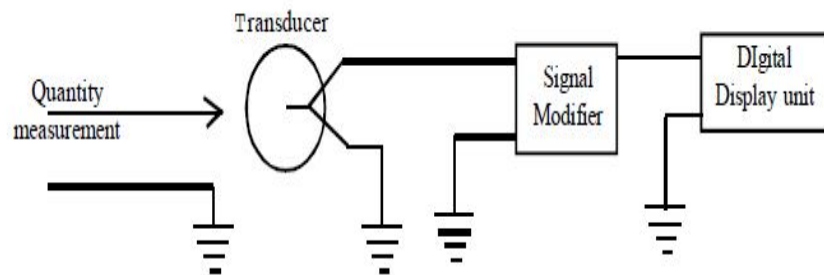 Transducer
Quantity
measurement
Signal
Modifier
DIgital
Display unit